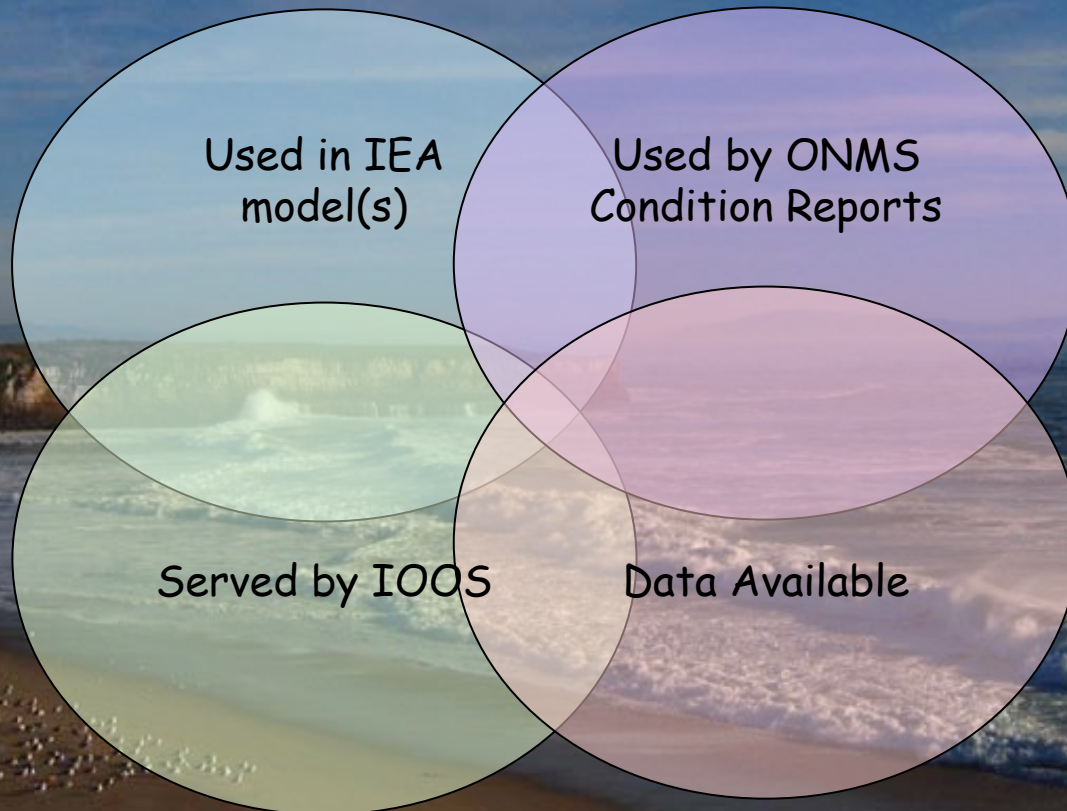 Used in IEA
model(s)
Used by ONMS
Condition Reports
Served by IOOS
Data Available